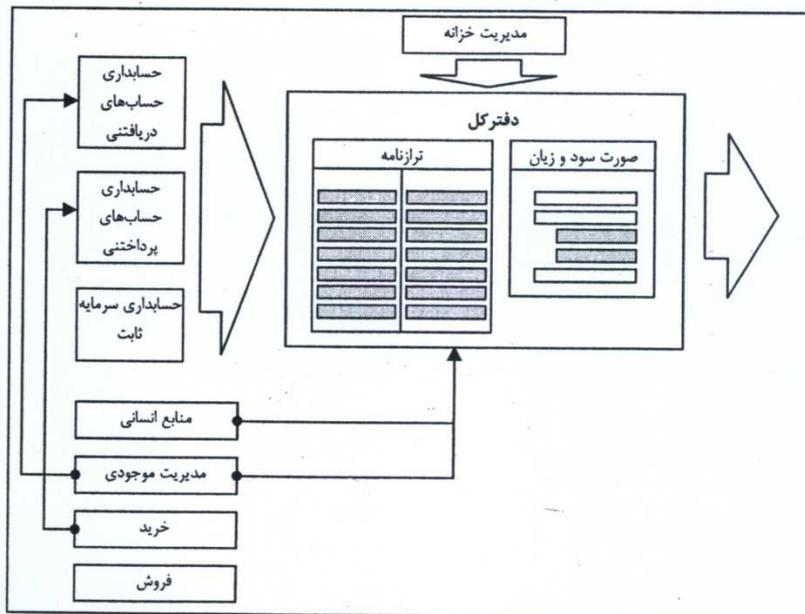 مدیریت خزانه
حسابداری
حساب‌های
دریافتنی
حسابداری
حساب‌های
پرداختنی
حسابداری سرمایه
ثابت
دفترکل
صورت سود و زیان
ترازنامه
منابع انسانی
مدیریت موجودی
خرید
فروش